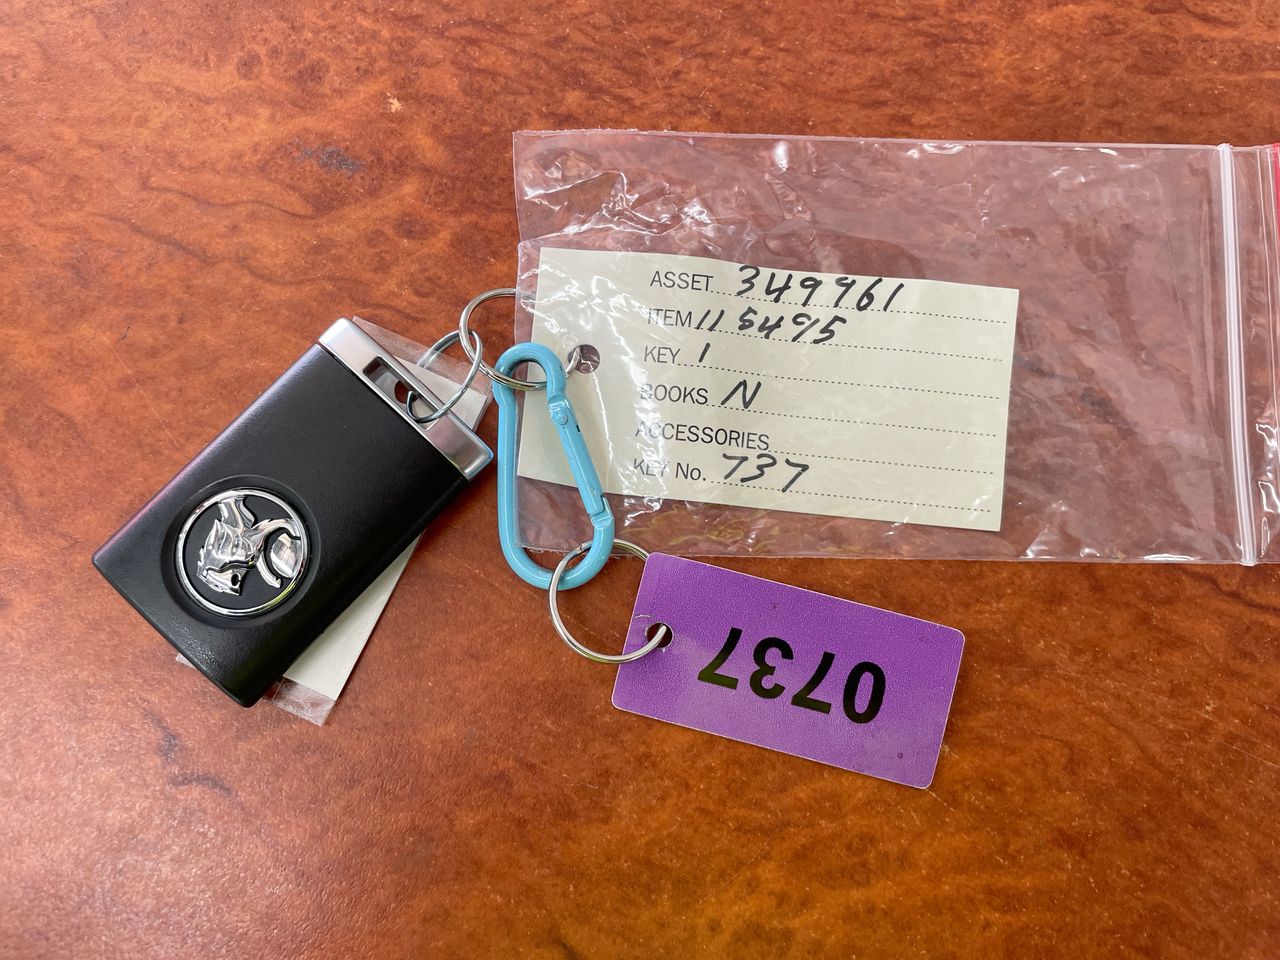 ASSET 349961
ITEM 11 5495
KEY 1
BOOKS N
ACCESSORIES
KEY No. 737
0737